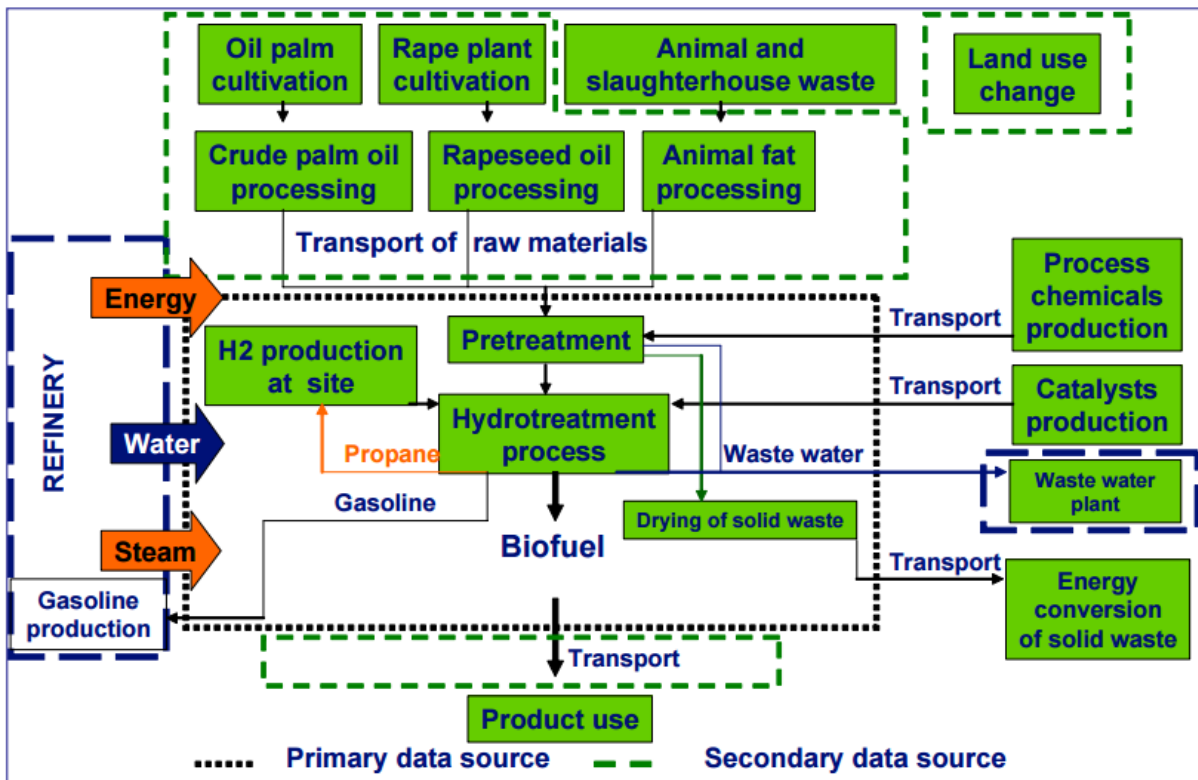 Oil palm
cultivation
Rape plant
cultivation
Animal and
slaughterhouse waste
Land use
change
Crude palm oil
processing
Rapeseed oil
processing
Animal fat
processing
Transport of raw materials
Energy
Process
chemicals
production
Transport
Pretreatment
H2 production
at site
REFINERY
Transport
Catalysts
production
Hydrotreatment
process
Water
Propane
Waste water
Waste water
plant
Gasoline
Drying of solid waste
Steam
Biofuel
Transport
Energy
conversion
of solid waste
Gasoline
production
Transport
Product use
Primary data source
Secondary data source